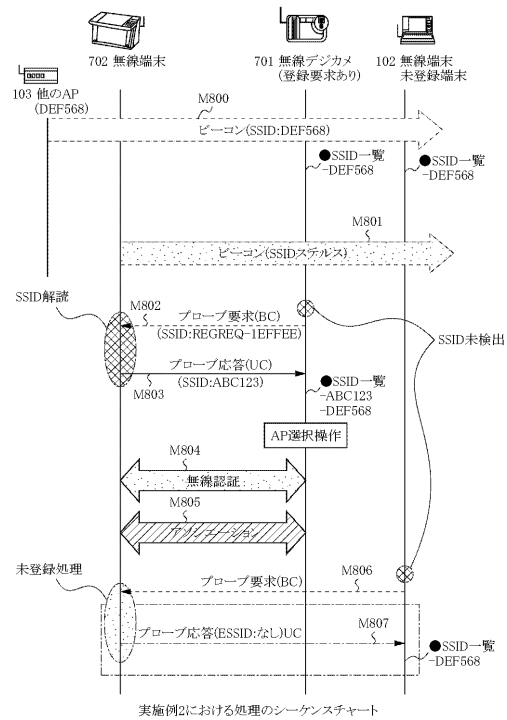 702 無線端末
701 無線デジカメ
(登録要求あり)
102 無線端末
未登録端末
103 他のAP
(DEF568)
M800
ビーコン(SSID:DEF568)
●SSID一覧
-DEF568
●SSID一覧
-DEF568
M801
ビーコン(SSIDステルス)
SSID解読
M802
プローブ要求(BC)
(SSID:REGREQ-1EFFEE)
SSID未検出
プローブ応答(UC)
M803
(SSID:ABC123)
●SSID一覧
-ABC123
-DEF568
AP選択操作
M804
無線認証
M805
アソシエーション
未登録処理
プローブ要求(BC)
M806
プローブ応答(ESSID:なし)UC
M807
●SSID一覧
-DEF568
実施例2における処理のシーケンスチャート